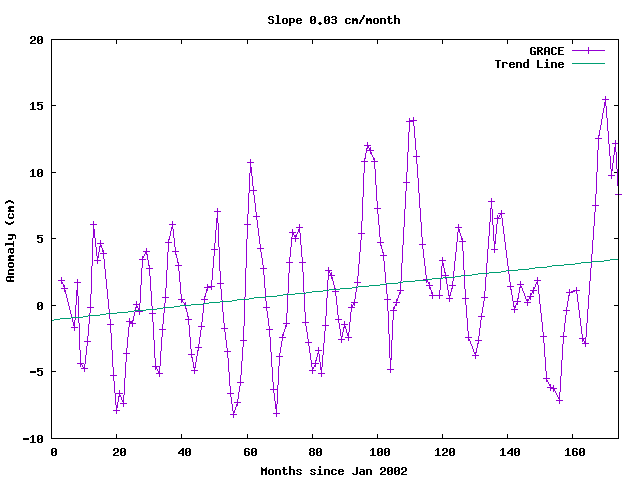 Slope 0.03 cm/month
20
15
10
5
0
-5
-10
Anomaly (cm)
GRACE
Trend Line
0 20 40 60 80 100 120 140 160
Months since Jan 2002